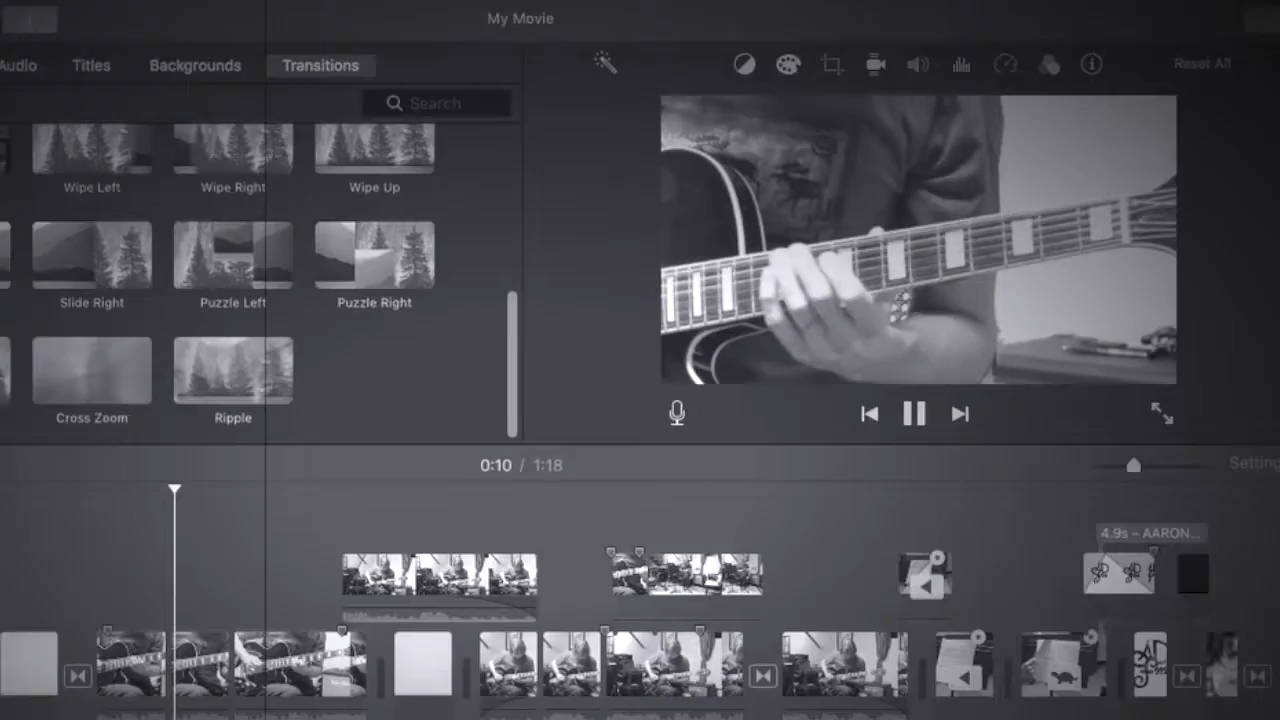 My Movie
Audio Titles Backgrounds Transitions
Reset All
Search
Wipe Left Wipe Right Wipe Up
Slide Right Puzzle Left Puzzle Right
Cross Zoom Ripple
0:10 / 1:18
Setting
4.9s – AARON...